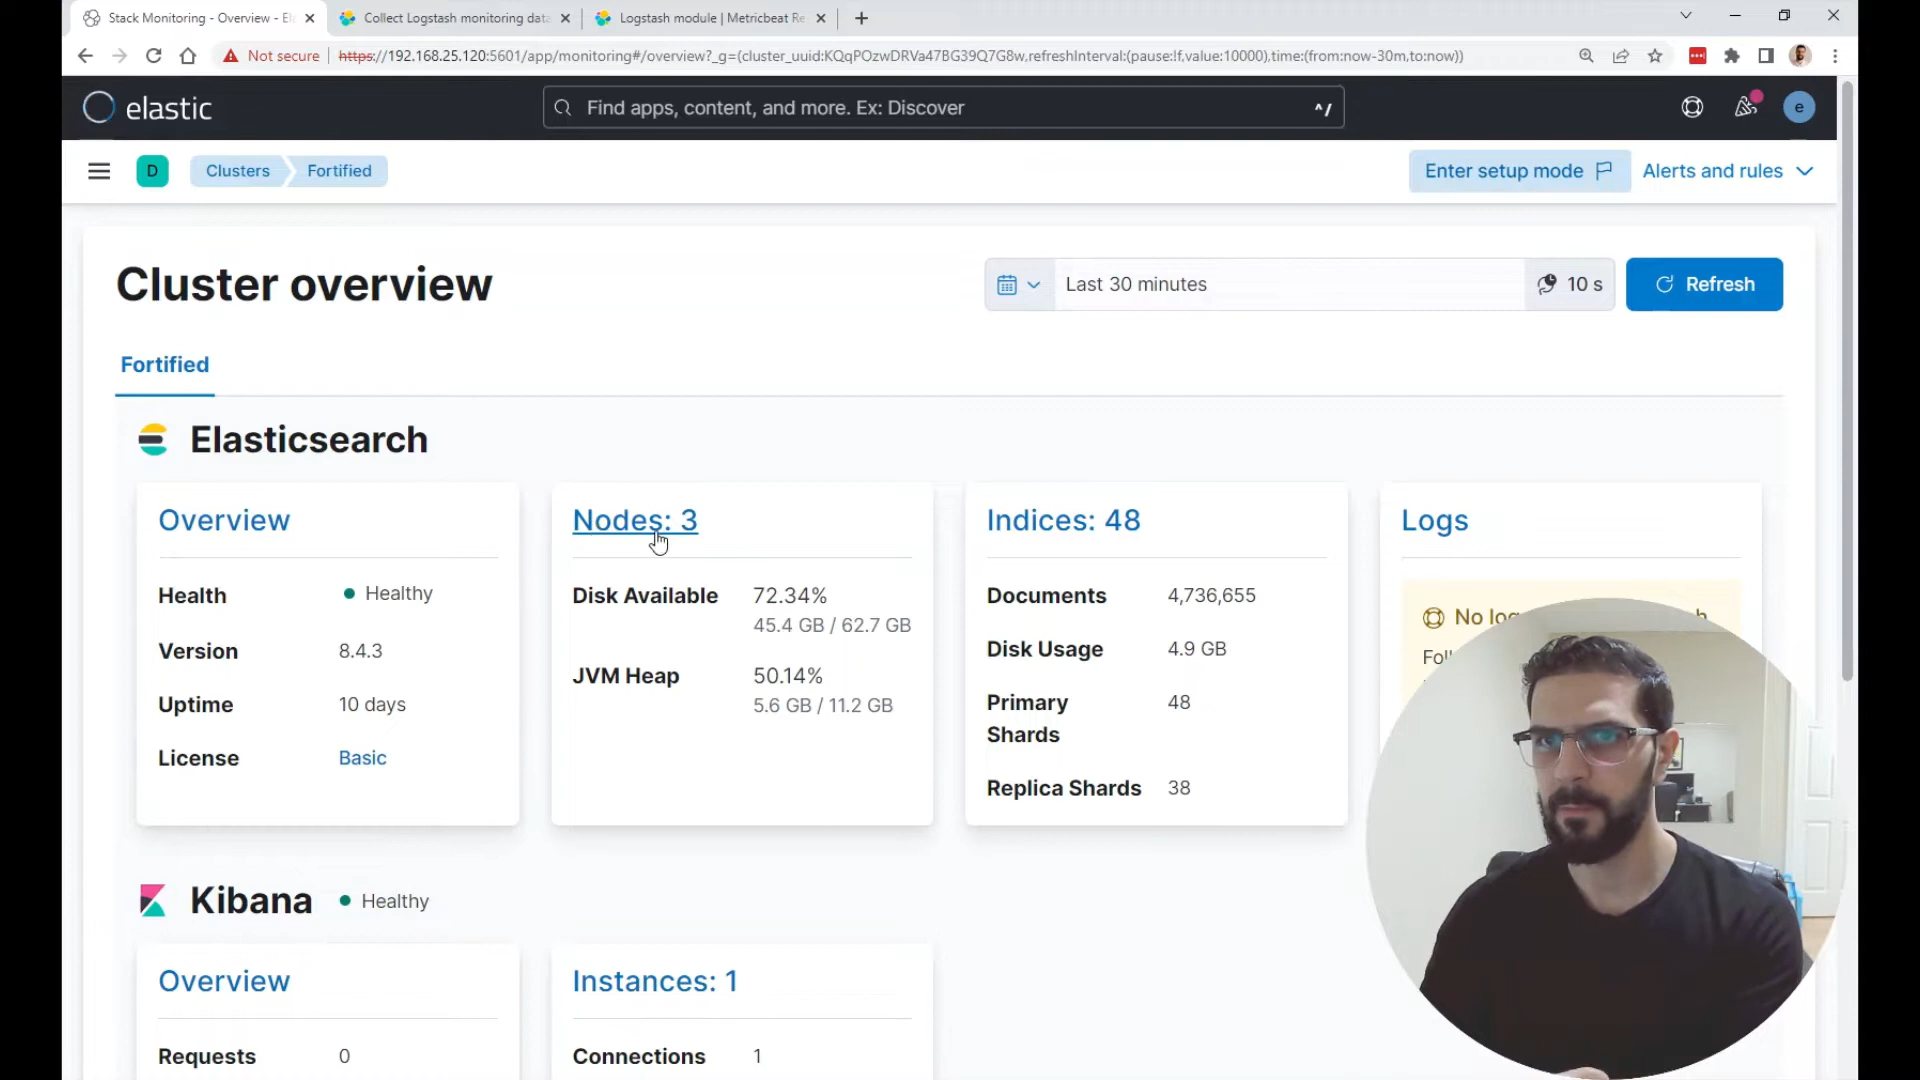 Stack Monitoring - Overview - El
Collect Logstash monitoring data
Logstash module | Metricbeat Re
Not secure
https://192.168.25.120:5601/app/monitoring#/overview?_g=(cluster_uuid:KQqPOzwDRVa47BG39Q7G8w,refreshInterval:(pause:!f,value:10000),time:(from:now-30m,to:now))
elastic
Find apps, content, and more. Ex: Discover
^/
e
D
Clusters
Fortified
Enter setup mode
Alerts and rules
Cluster overview
Last 30 minutes
10 s
Refresh
Fortified
Elasticsearch
Overview
Health Healthy
Version 8.4.3
Uptime 10 days
License Basic
Nodes: 3
Disk Available 72.34%
45.4 GB / 62.7 GB
JVM Heap 50.14%
5.6 GB / 11.2 GB
Indices: 48
Documents 4,736,655
Disk Usage 4.9 GB
Primary Shards 48
Replica Shards 38
Logs
No
Kibana Healthy
Overview
Requests 0
Instances: 1
Connections 1